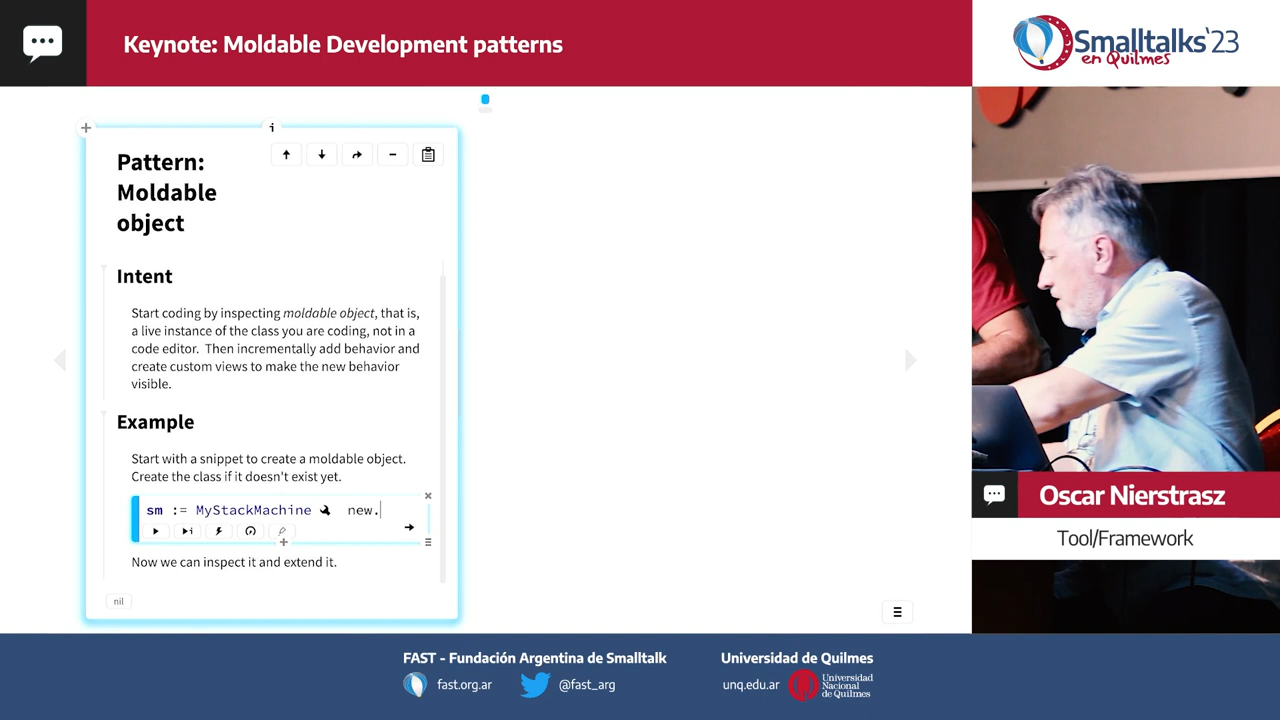 Keynote: Moldable Development patterns
Smalltalks'23
en Quilmes
i
Pattern:
Moldable
object
Intent
Start coding by inspecting moldable object, that is,
a live instance of the class you are coding, not in a
code editor. Then incrementally add behavior and
create custom views to make the new behavior
visible.
Example
Start with a snippet to create a moldable object.
Create the class if it doesn't exist yet.
sm := MyStackMachine new.
i
Now we can inspect it and extend it.
nil
Oscar Nierstrasz
Tool/Framework
FAST - Fundación Argentina de Smalltalk
fast.org.ar
@fast_arg
Universidad de Quilmes
unq.edu.ar
Universidad
Nacional
de Quilmes